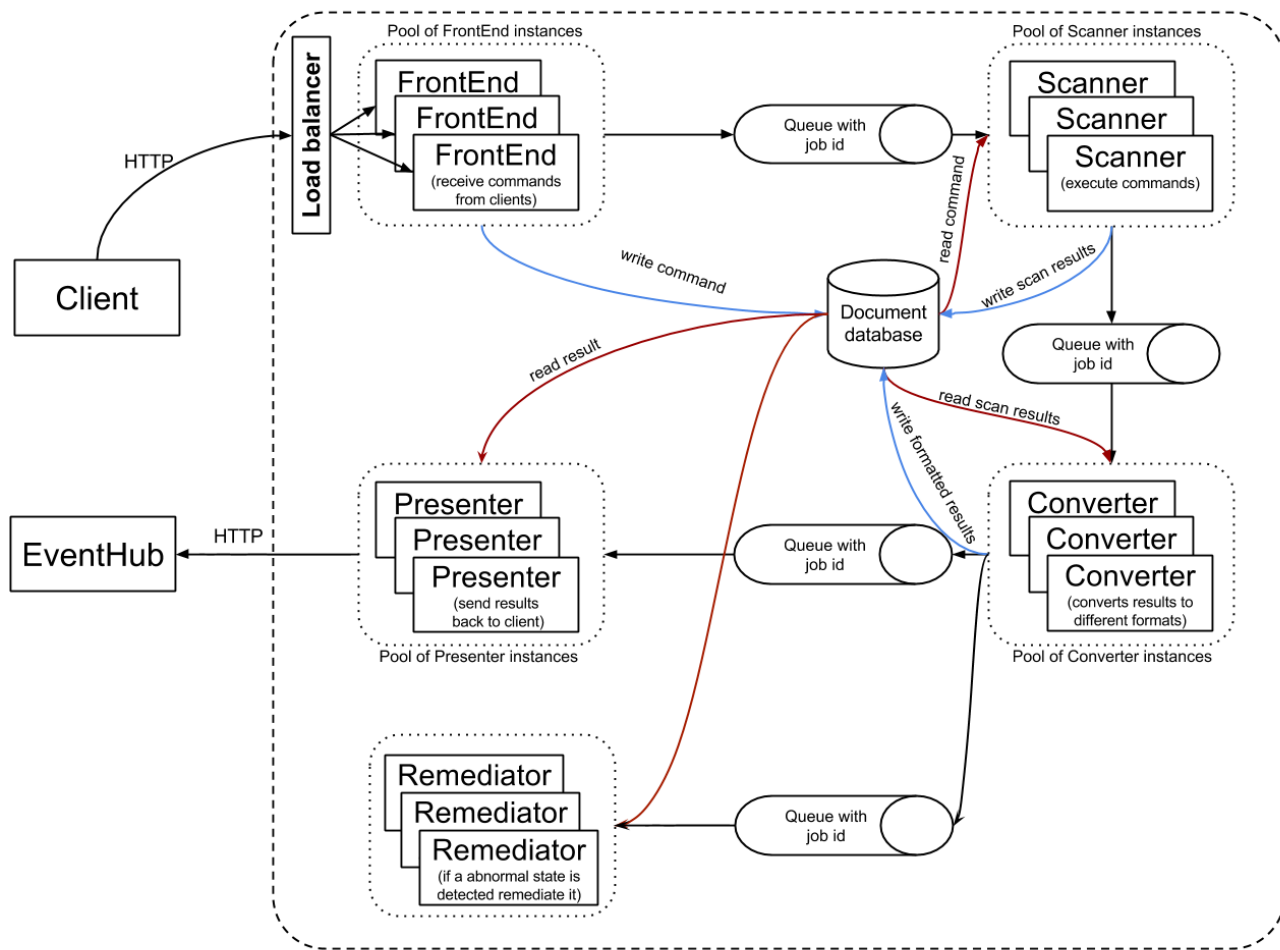 Pool of FrontEnd instances
Pool of Scanner instances
Load balancer
FrontEnd
FrontEnd
FrontEnd
(receive commands
from clients)
Queue with
job id
Scanner
Scanner
Scanner
(execute commands)
HTTP
Client
write command
read command
write scan results
Document
database
Queue with
job id
read result
read scan results
write formatted results
EventHub
HTTP
Presenter
Presenter
Presenter
(send results
back to client)
Pool of Presenter instances
Queue with
job id
Converter
Converter
Converter
(converts results to
different formats)
Pool of Converter instances
Remediator
Remediator
Remediator
(if a abnormal state is
detected remediate it)
Queue with
job id